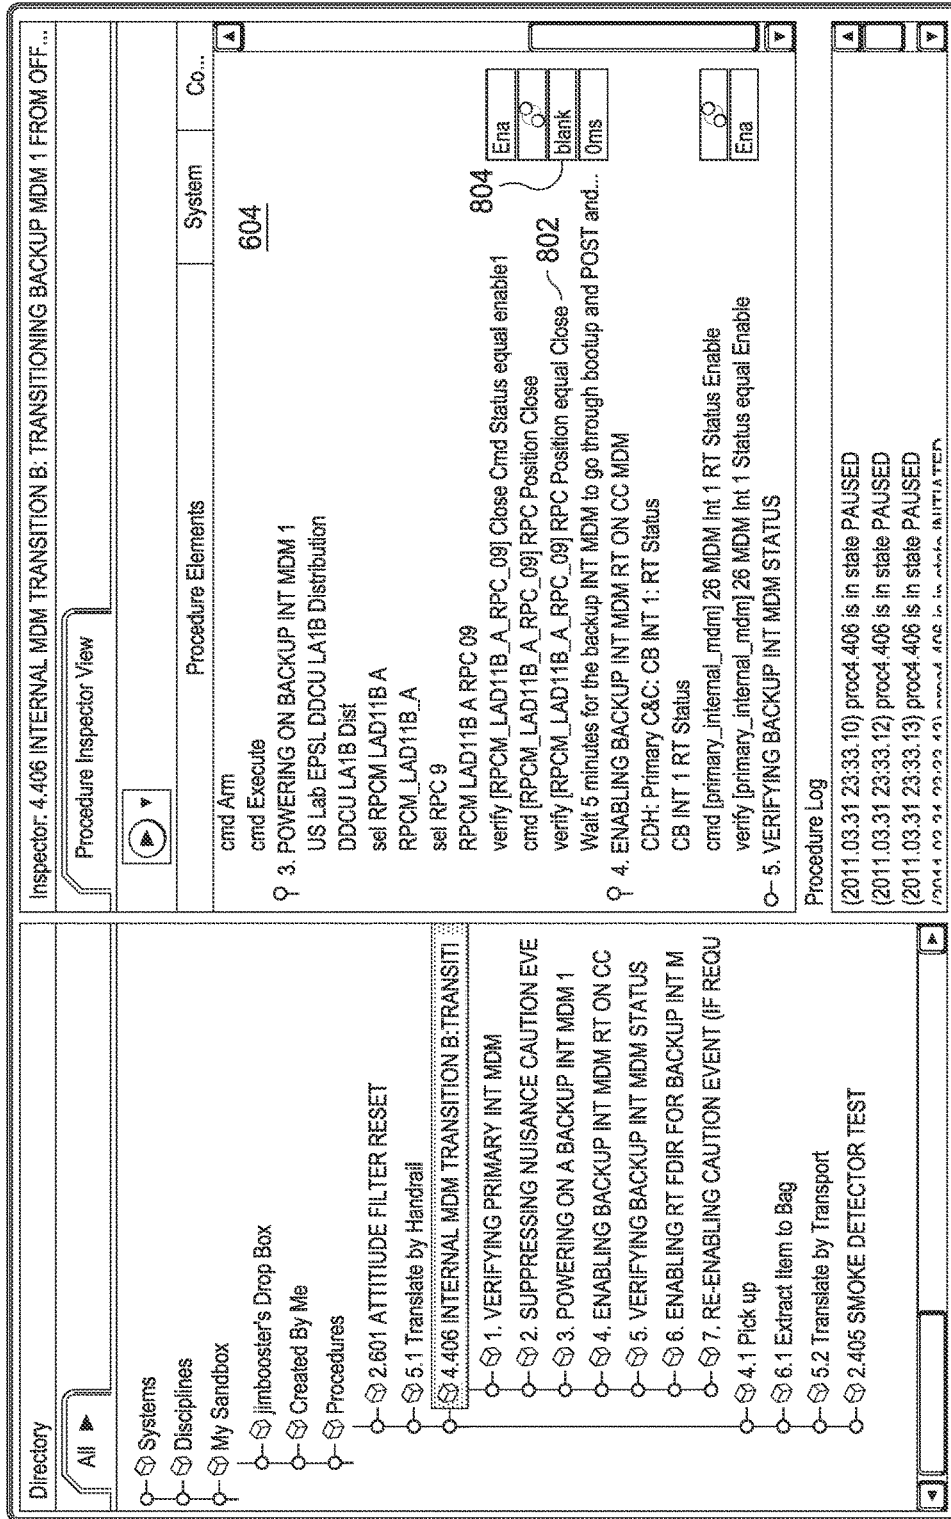 Directory
All
Systems
Disciplines
My Sandbox
jimbooster's Drop Box
Created By Me
Procedures
2.601 ATTITIUDE FILTER RESET
5.1 Translate by Handrail
4.406 INTERNAL MDM TRANSITION B:TRANSITI
1. VERIFYING PRIMARY INT MDM
2. SUPPRESSING NUISANCE CAUTION EVE
3. POWERING ON A BACKUP INT MDM 1
4. ENABLING BACKUP INT MDM RT ON CC
5. VERIFYING BACKUP INT MDM STATUS
6. ENABLING RT FDIR FOR BACKUP INT M
7. RE-ENABLING CAUTION EVENT (IF REQU
4.1 Pick up
6.1 Extract Item to Bag
5.2 Translate by Transport
2.405 SMOKE DETECTOR TEST
Inspector: 4.406 INTERNAL MDM TRANSITION B: TRANSITIONING BACKUP MDM 1 FROM OFF...
Procedure Inspector View
Procedure Elements
System
Co...
604
cmd Arm
cmd Execute
3. POWERING ON BACKUP INT MDM 1
US Lab EPSL DDCU LA1B Distribution
DDCU LA1B Dist
sel RPCM LAD11B A
RPCM_LAD11B_A
sel RPC 9
RPCM LAD11B A RPC 09
verify [RPCM_LAD11B_A_RPC_09] Close Cmd Status equal enable1
Ena
804
cmd [RPCM_LAD11B_A_RPC_09] RPC Position Close
verify [RPCM_LAD11B_A_RPC_09] RPC Position equal Close
802
blank
Wait 5 minutes for the backup INT MDM to go through bootup and POST and...
0ms
4. ENABLING BACKUP INT MDM RT ON CC MDM
CDH: Primary C&C: CB INT 1: RT Status
CB INT 1 RT Status
cmd [primary_internal_mdm] 26 MDM Int 1 RT Status Enable
verify [primary_internal_mdm] 26 MDM Int 1 Status equal Enable
Ena
5. VERIFYING BACKUP INT MDM STATUS
Procedure Log
(2011.03.31 23:33.10) proc4.406 is in state PAUSED
(2011.03.31 23:33.12) proc4.406 is in state PAUSED
(2011.03.31 23:33.13) proc4.406 is in state PAUSED